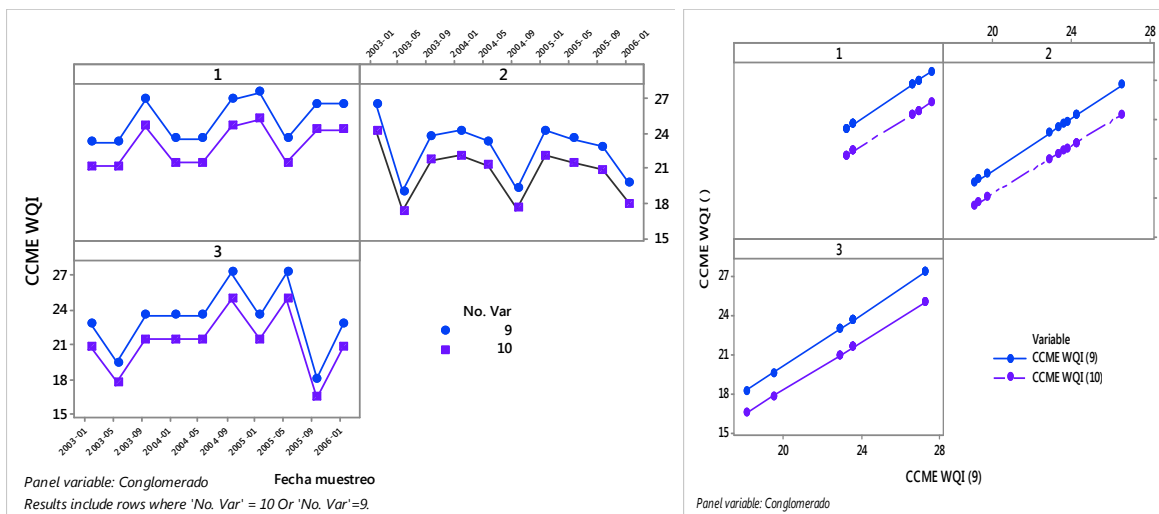 2003-01 2003-05 2003-09 2004-01 2004-05 2004-09 2005-01 2005-05 2005-09 2006-01
1 2
27
24
21
18
15
CCME WQI
3
27
24
21
18
15
2003-01 2003-05 2003-09 2004-01 2004-05 2004-09 2005-01 2005-05 2005-09 2006-01
No. Var
9
10
Fecha muestreo
Panel variable: Conglomerado
Results include rows where 'No. Var' = 10 Or 'No. Var'=9.
20 24 28
1 2
CCME WQI ( )
3
27
24
21
18
15
20 24 28
CCME WQI (9)
Variable
CCME WQI (9)
CCME WQI (10)
Panel variable: Conglomerado